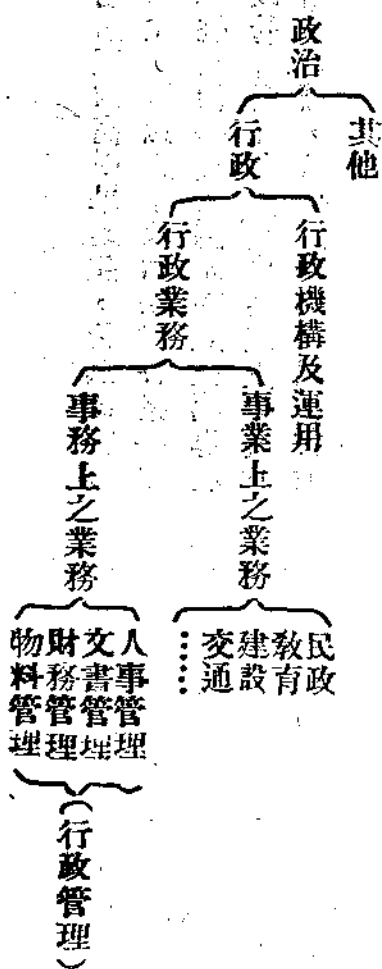 政治
其他
行政
行政機構及運用
行政業務
事業上之業務
事務上之業務
民政
教育
建設
交通
⋮
人事管理
文書管理
財務管理
物料管理
(行政管理)